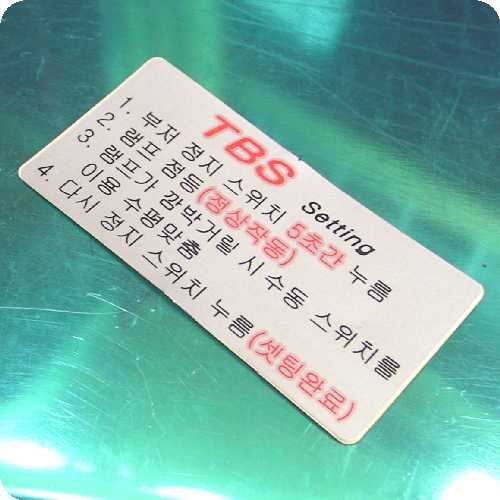 TBS Setting
1. 부저 정지 스위치 5초간 누름
2. 램프 점등 (정상작동)
3. 램프가 깜박거릴 시 수동 스위치를
이용 수평맞춤
4. 다시 정지 스위치 누름 (셋팅완료)